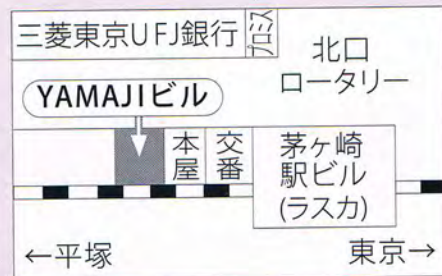 三菱東京UFJ銀行
プロミス
北口
ロータリー
YAMAJIビル
本屋
交番
茅ヶ崎
駅ビル
(ラスカ)
←平塚
東京→